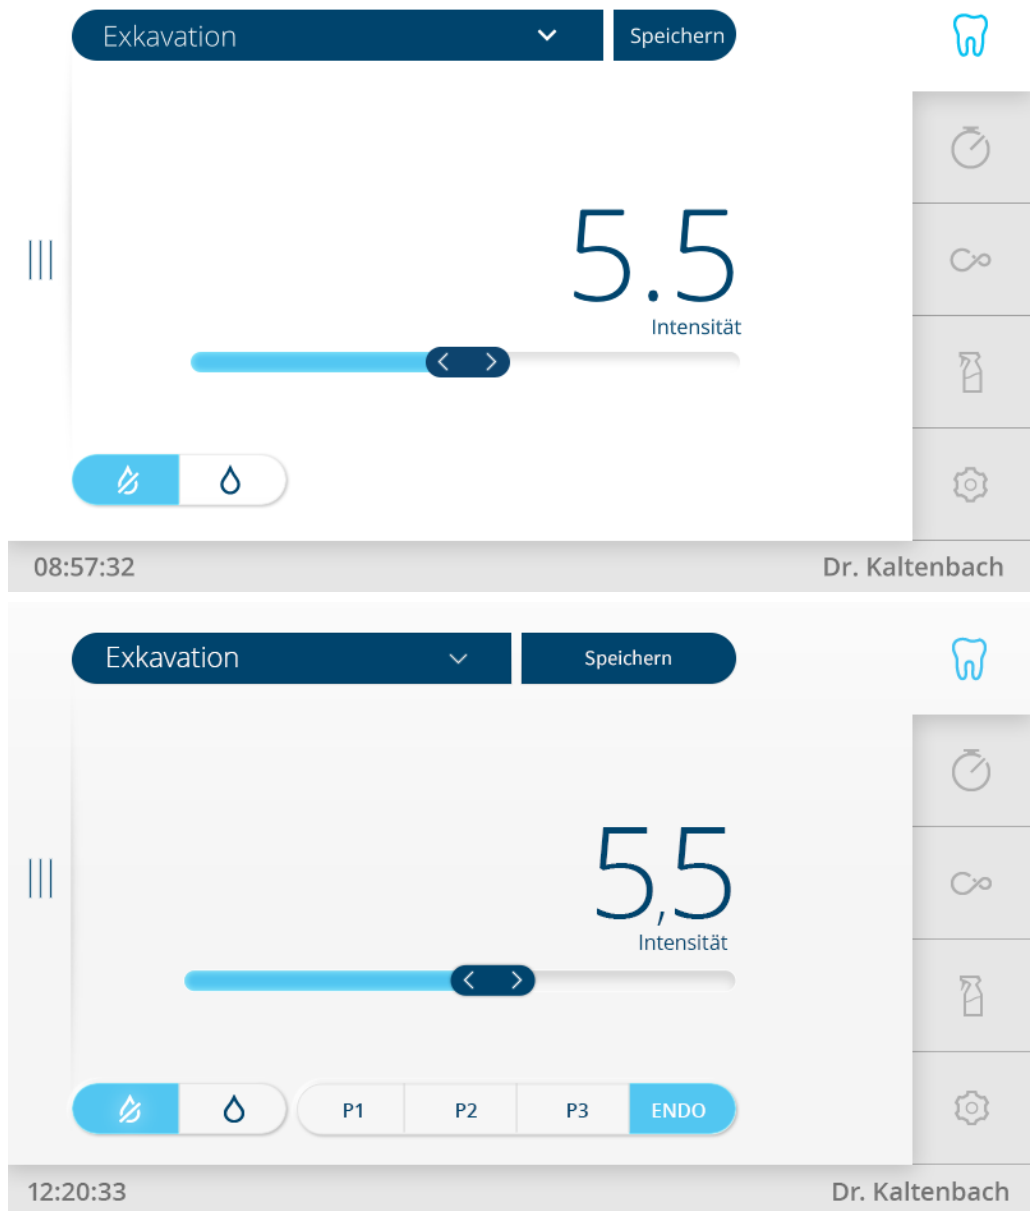 Exkavation Speichern
5.5
Intensität
08:57:32 Dr. Kaltenbach
Exkavation Speichern
5,5
Intensität
P1 P2 P3 ENDO
12:20:33 Dr. Kaltenbach